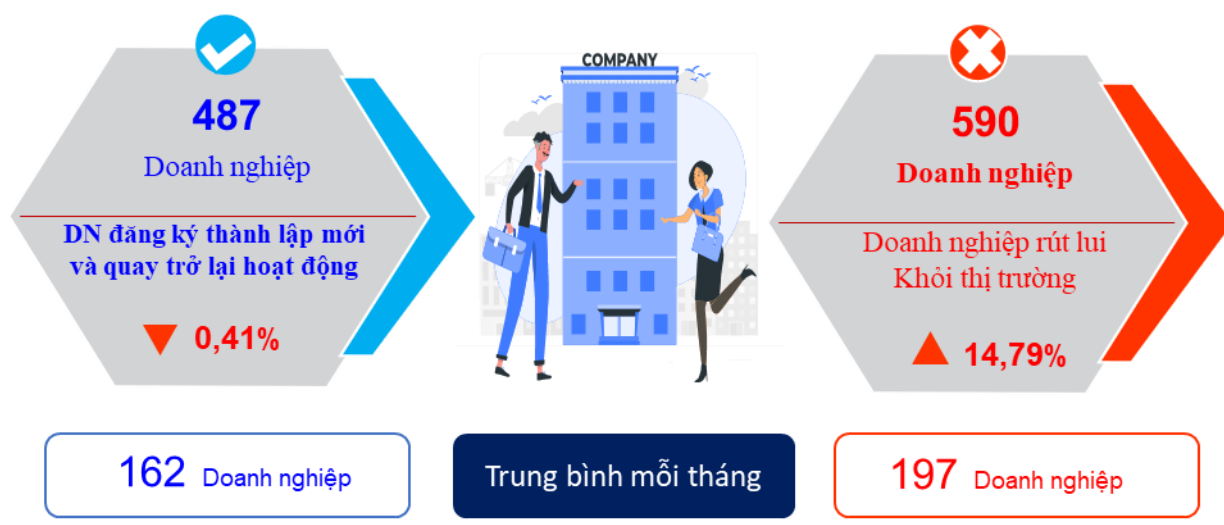 487
Doanh nghiệp
DN đăng ký thành lập mới
và quay trở lại hoạt động
0,41%
COMPANY
590
Doanh nghiệp
Doanh nghiệp rút lui
Khỏi thị trường
14,79%
162 Doanh nghiệp
Trung bình mỗi tháng
197 Doanh nghiệp